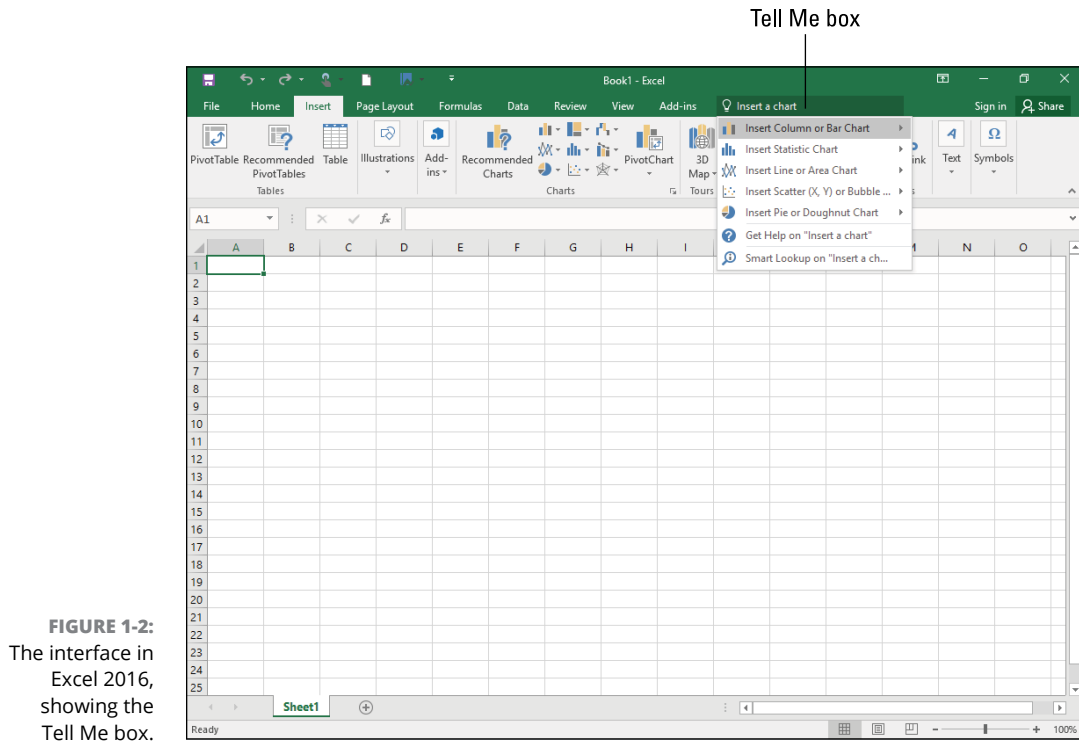 Tell Me box
Book1 - Excel
File Home Insert Page Layout Formulas Data Review View Add-ins Insert a chart Sign in Share
PivotTable Recommended PivotTables Table Illustrations Add-ins Recommended Charts PivotChart 3D Map Text Symbols
Tables Charts Tours
Insert Column or Bar Chart
Insert Statistic Chart
Insert Line or Area Chart
Insert Scatter (X, Y) or Bubble ...
Insert Pie or Doughnut Chart
Get Help on "Insert a chart"
Smart Lookup on "Insert a ch...
A1 fx
A B C D E F G H I N O
1
2
3
4
5
6
7
8
9
10
11
12
13
14
15
16
17
18
19
20
21
22
23
24
25
Sheet1
Ready 100%
FIGURE 1-2:
The interface in
Excel 2016,
showing the
Tell Me box.